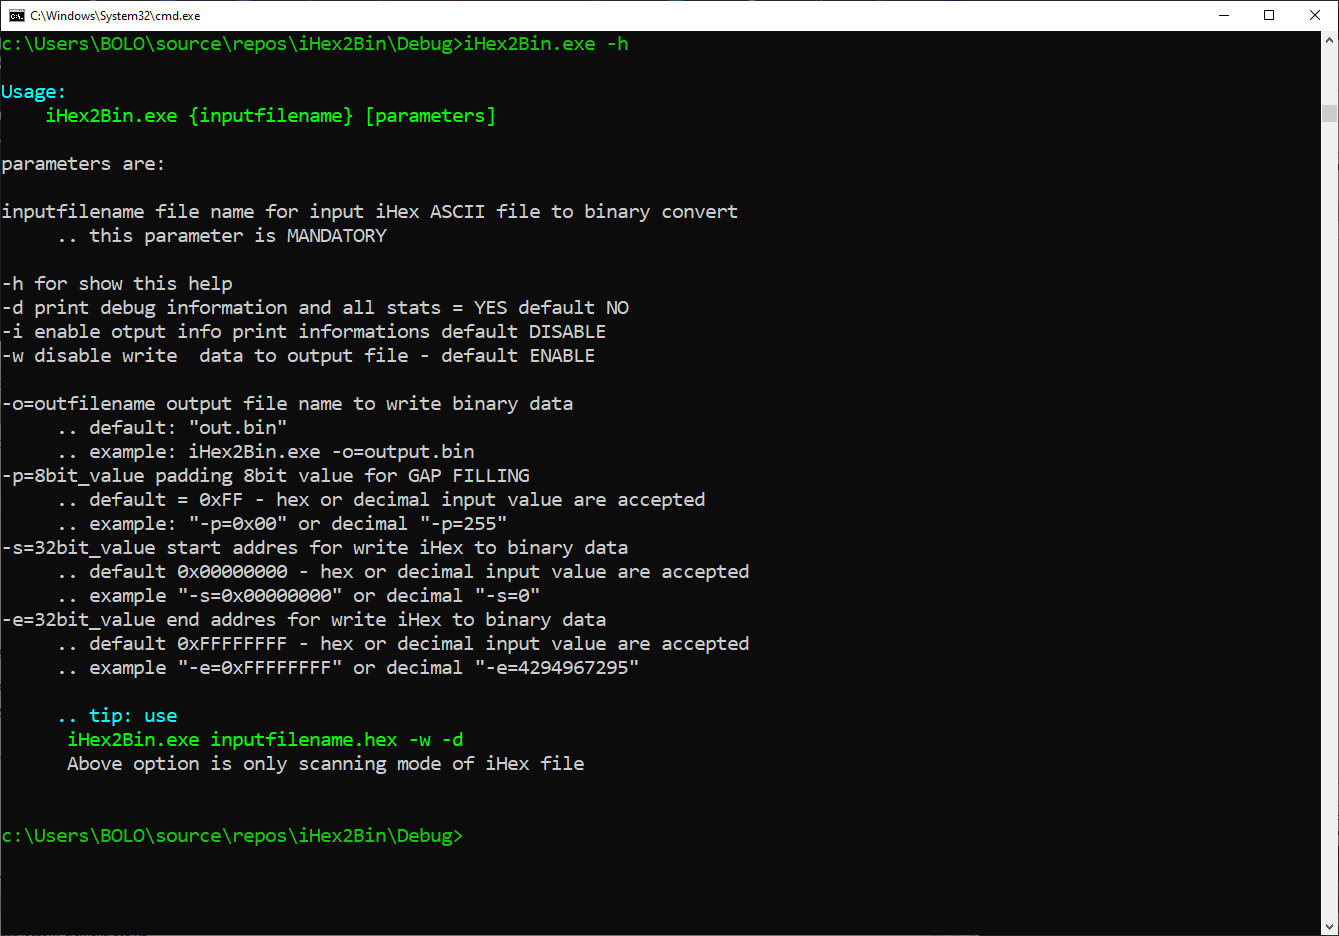 C:\Windows\System32\cmd.exe
c:\Users\BOLO\source\repos\iHex2Bin\Debug>iHex2Bin.exe -h
Usage:
iHex2Bin.exe {inputfilename} [parameters]
parameters are:
inputfilename file name for input iHex ASCII file to binary convert
.. this parameter is MANDATORY
-h for show this help
-d print debug information and all stats = YES default NO
-i enable otput info print informations default DISABLE
-w disable write  data to output file - default ENABLE
-o=outfilename output file name to write binary data
.. default: "out.bin"
.. example: iHex2Bin.exe -o=output.bin
-p=8bit_value padding 8bit value for GAP FILLING
.. default = 0xFF - hex or decimal input value are accepted
.. example: "-p=0x00" or decimal "-p=255"
-s=32bit_value start addres for write iHex to binary data
.. default 0x00000000 - hex or decimal input value are accepted
.. example "-s=0x00000000" or decimal "-s=0"
-e=32bit_value end addres for write iHex to binary data
.. default 0xFFFFFFFF - hex or decimal input value are accepted
.. example "-e=0xFFFFFFFF" or decimal "-e=4294967295"
.. tip: use
iHex2Bin.exe inputfilename.hex -w -d
Above option is only scanning mode of iHex file
c:\Users\BOLO\source\repos\iHex2Bin\Debug>